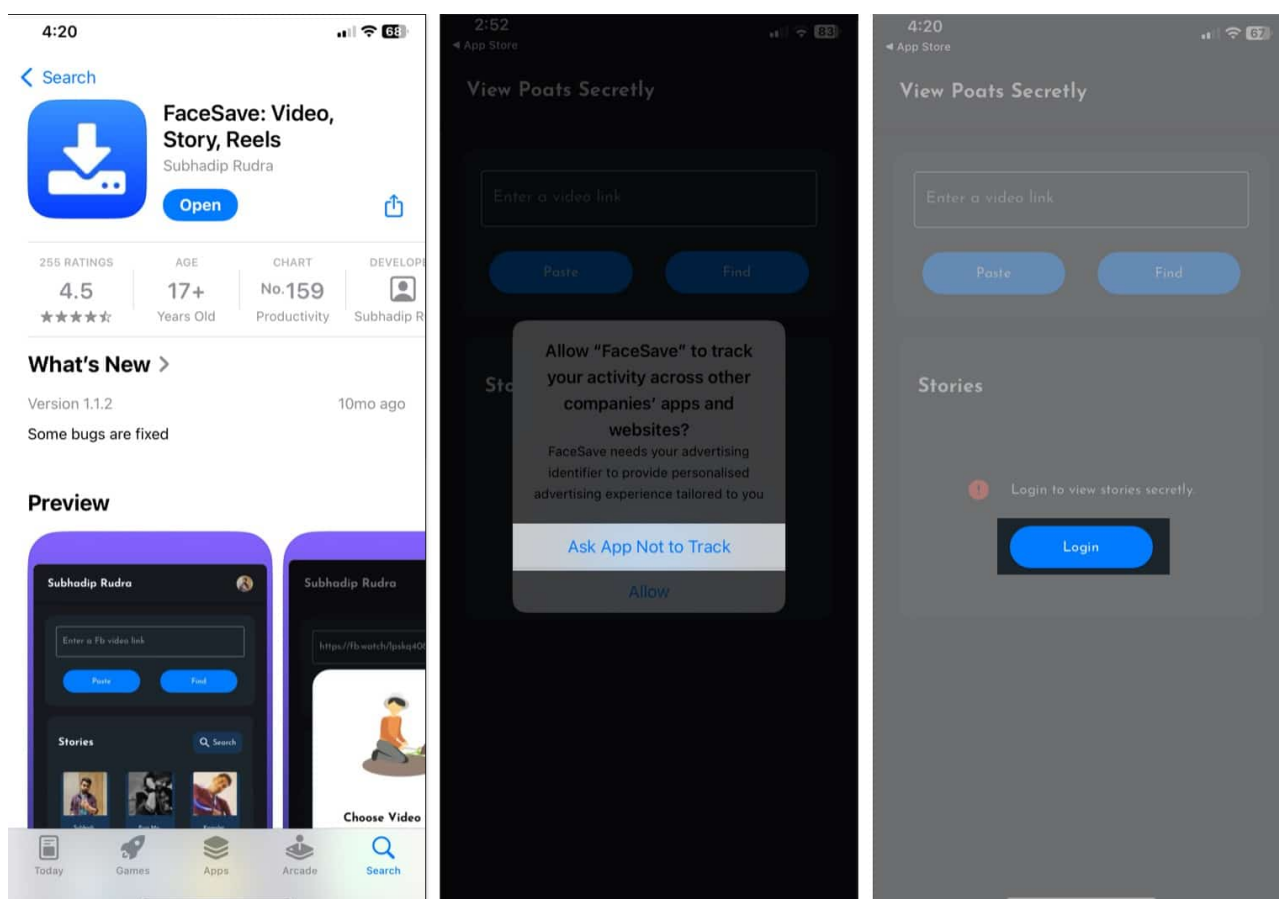 4:20
68
Search
FaceSave: Video,
Story, Reels
Subhadip Rudra
Open
255 RATINGS
4.5
AGE
17+
Years Old
CHART
No.159
Productivity
DEVELOPE
Subhadip R
What's New
Version 1.1.2
10mo ago
Some bugs are fixed
Preview
Subhadip Rudra
Enter a Fb video link
Paste
Find
Stories
Search
Subhadip Rudra
https://fb.watch/lpskq40
Choose Video
Today
Games
Apps
Arcade
Search
2:52
83
App Store
View Poats Secretly
Enter a video link
Paste
Find
Sto
Allow “FaceSave” to track
your activity across other
companies’ apps and
websites?
FaceSave needs your advertising
identifier to provide personalised
advertising experience tailored to you
Ask App Not to Track
Allow
4:20
67
App Store
View Poats Secretly
Enter a video link
Paste
Find
Stories
! Login to view stories secretly.
Login